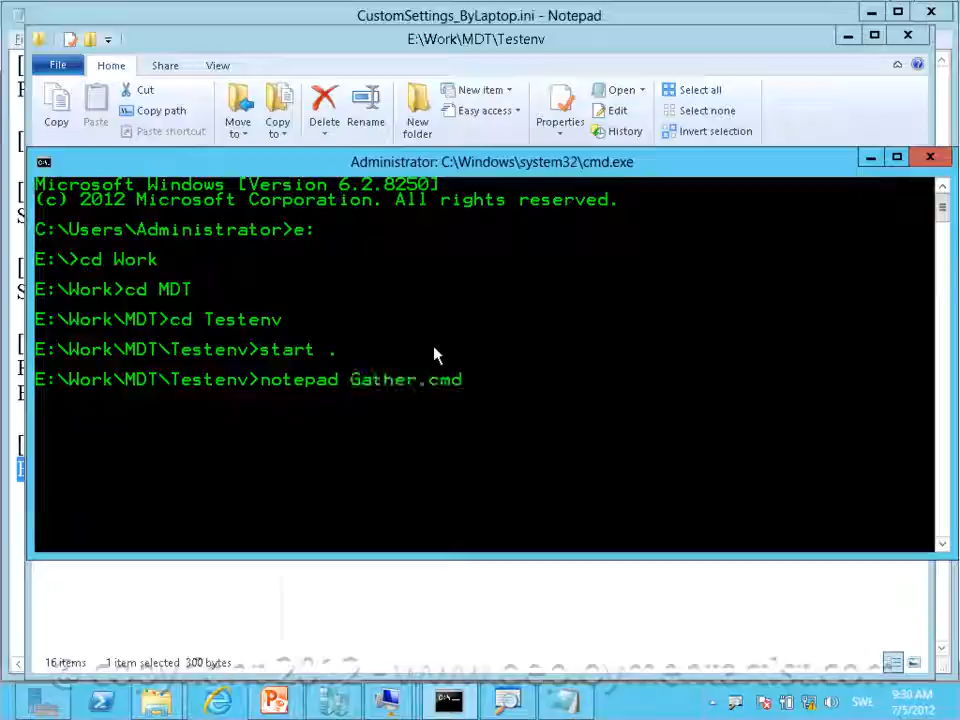 CustomSettings_ByLaptop.ini - Notepad
E:\Work\MDT\Testenv
File Home Share View
Copy Paste Cut Copy path Paste shortcut
Move to Copy to Delete Rename
New folder New item Easy access
Properties Open Edit History
Select all Select none Invert selection
Administrator: C:\Windows\system32\cmd.exe
Microsoft Windows [Version 6.2.8250]
(c) 2012 Microsoft Corporation. All rights reserved.
C:\Users\Administrator>e:
E:\>cd Work
E:\Work>cd MDT
E:\Work\MDT>cd Testenv
E:\Work\MDT\Testenv>start .
E:\Work\MDT\Testenv>notepad Gather.cmd
16 items 1 item selected 300 bytes
SWE
9:30 AM
7/5/2012